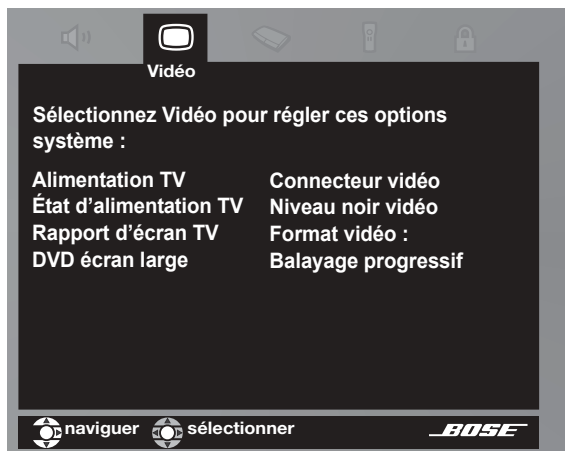 Vidéo
Sélectionnez Vidéo pour régler ces options
système :
Alimentation TV
État d’alimentation TV
Rapport d’écran TV
DVD écran large
Connecteur vidéo
Niveau noir vidéo
Format vidéo :
Balayage progressif
naviguer sélectionner BOSE